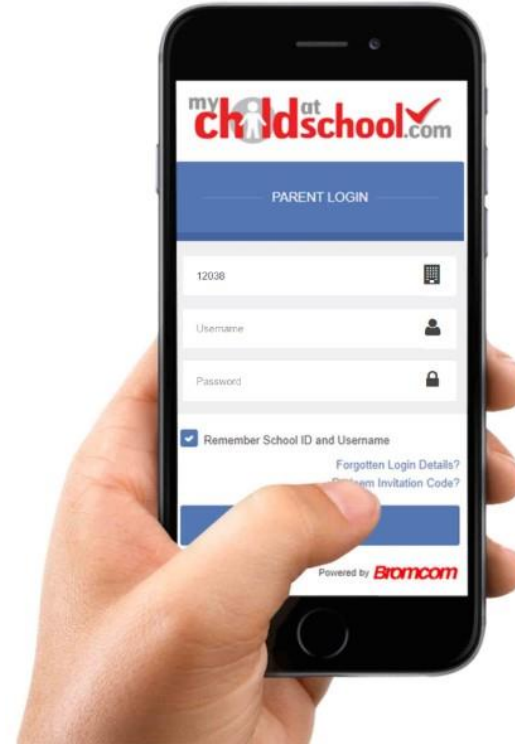 my child at school.com
PARENT LOGIN
12038
Username
Password
Remember School ID and Username
Forgotten Login Details?
Invitation Code?
Powered by Bromcom